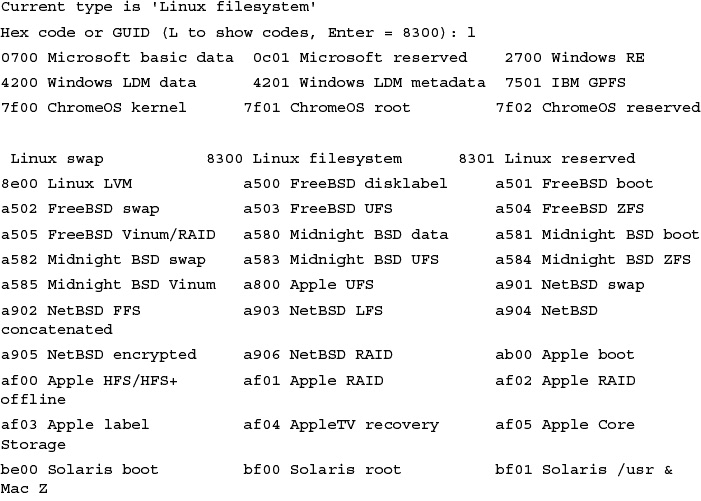 Current type is 'Linux filesystem'
Hex code or GUID (L to show codes, Enter = 8300): l
0700 Microsoft basic data  0c01 Microsoft reserved    2700 Windows RE
4200 Windows LDM data      4201 Windows LDM metadata  7501 IBM GPFS
7f00 ChromeOS kernel      7f01 ChromeOS root         7f02 ChromeOS reserved
Linux swap           8300 Linux filesystem      8301 Linux reserved
8e00 Linux LVM            a500 FreeBSD disklabel     a501 FreeBSD boot
a502 FreeBSD swap         a503 FreeBSD UFS           a504 FreeBSD ZFS
a505 FreeBSD Vinum/RAID   a580 Midnight BSD data     a581 Midnight BSD boot
a582 Midnight BSD swap    a583 Midnight BSD UFS      a584 Midnight BSD ZFS
a585 Midnight BSD Vinum   a800 Apple UFS             a901 NetBSD swap
a902 NetBSD FFS           a903 NetBSD LFS            a904 NetBSD
concatenated
a905 NetBSD encrypted     a906 NetBSD RAID           ab00 Apple boot
af00 Apple HFS/HFS+       af01 Apple RAID            af02 Apple RAID
offline
af03 Apple label          af04 AppleTV recovery      af05 Apple Core
Storage
be00 Solaris boot         bf00 Solaris root          bf01 Solaris /usr &
Mac Z